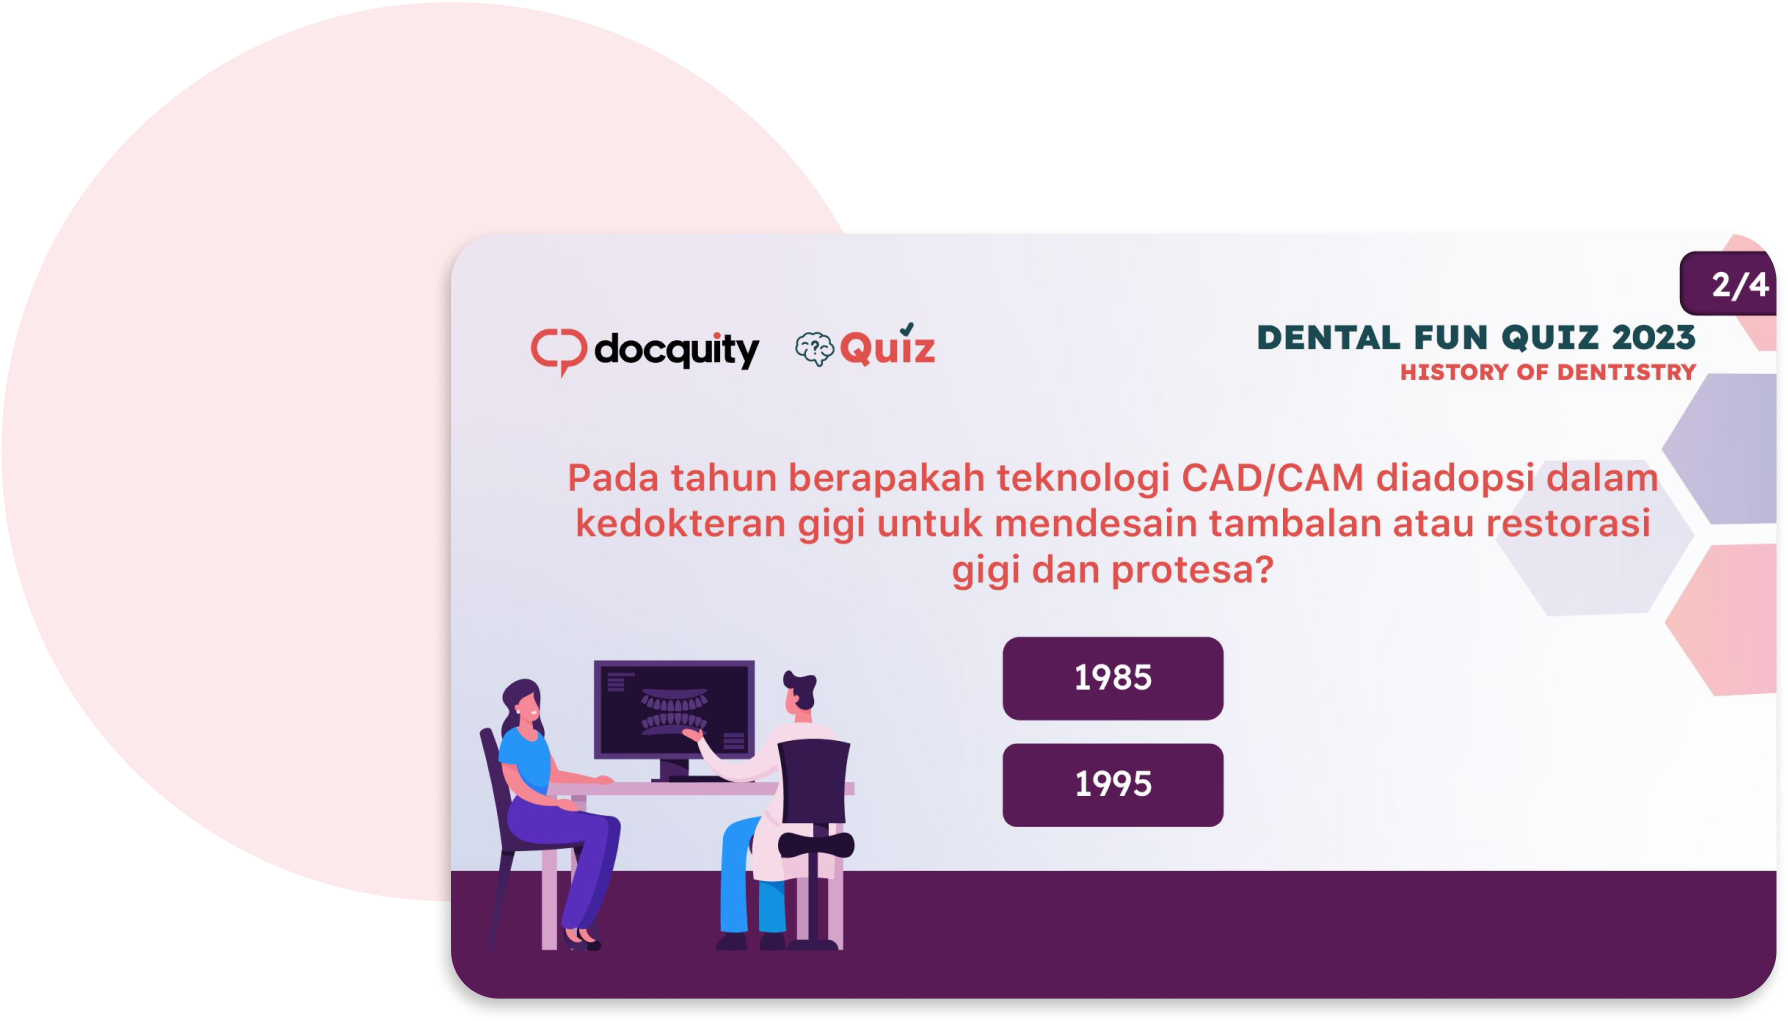 2/4
docquity Quiz
DENTAL FUN QUIZ 2023
HISTORY OF DENTISTRY
Pada tahun berapakah teknologi CAD/CAM diadopsi dalam
kedokteran gigi untuk mendesain tambalan atau restorasi
gigi dan protesa?
1985
1995